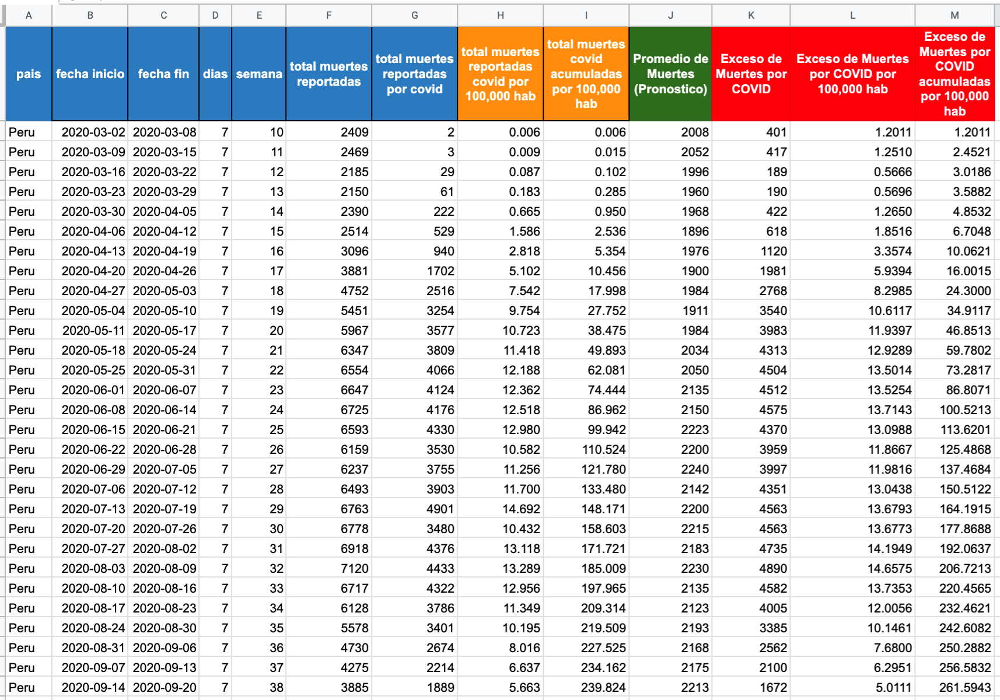 A B C D E F G H I J K L M
pais fecha inicio fecha fin dias semana total muertes reportadas total muertes reportadas por covid total muertes reportadas covid por 100,000 hab total muertes covid acumuladas por 100,000 hab Promedio de Muertes (Pronostico) Exceso de Muertes por COVID Exceso de Muertes por COVID por 100,000 hab Exceso de Muertes por COVID acumuladas por 100,000 hab
Peru 2020-03-02 2020-03-08 7 10 2409 2 0.006 0.006 2008 401 1.2011 1.2011
Peru 2020-03-09 2020-03-15 7 11 2469 3 0.009 0.015 2052 417 1.2510 2.4521
Peru 2020-03-16 2020-03-22 7 12 2185 29 0.087 0.102 1996 189 0.5666 3.0186
Peru 2020-03-23 2020-03-29 7 13 2150 61 0.183 0.285 1960 190 0.5696 3.5882
Peru 2020-03-30 2020-04-05 7 14 2390 222 0.665 0.950 1968 422 1.2650 4.8532
Peru 2020-04-06 2020-04-12 7 15 2514 529 1.586 2.536 1896 618 1.8516 6.7048
Peru 2020-04-13 2020-04-19 7 16 3096 940 2.818 5.354 1976 1120 3.3574 10.0621
Peru 2020-04-20 2020-04-26 7 17 3881 1702 5.102 10.456 1900 1981 5.9394 16.0015
Peru 2020-04-27 2020-05-03 7 18 4752 2516 7.542 17.998 1984 2768 8.2985 24.3000
Peru 2020-05-04 2020-05-10 7 19 5451 3254 9.754 27.752 1911 3540 10.6117 34.9117
Peru 2020-05-11 2020-05-17 7 20 5967 3577 10.723 38.475 1984 3983 11.9397 46.8513
Peru 2020-05-18 2020-05-24 7 21 6347 3809 11.418 49.893 2034 4313 12.9289 59.7802
Peru 2020-05-25 2020-05-31 7 22 6554 4066 12.188 62.081 2050 4504 13.5014 73.2817
Peru 2020-06-01 2020-06-07 7 23 6647 4124 12.362 74.444 2135 4512 13.5254 86.8071
Peru 2020-06-08 2020-06-14 7 24 6725 4176 12.518 86.962 2150 4575 13.7143 100.5213
Peru 2020-06-15 2020-06-21 7 25 6593 4330 12.980 99.942 2223 4370 13.0988 113.6201
Peru 2020-06-22 2020-06-28 7 26 6159 3530 10.582 110.524 2200 3959 11.8667 125.4868
Peru 2020-06-29 2020-07-05 7 27 6237 3755 11.256 121.780 2240 3997 11.9816 137.4684
Peru 2020-07-06 2020-07-12 7 28 6493 3903 11.700 133.480 2142 4351 13.0438 150.5122
Peru 2020-07-13 2020-07-19 7 29 6763 4901 14.692 148.171 2200 4563 13.6793 164.1915
Peru 2020-07-20 2020-07-26 7 30 6778 3480 10.432 158.603 2215 4563 13.6773 177.8688
Peru 2020-07-27 2020-08-02 7 31 6918 4376 13.118 171.721 2183 4735 14.1949 192.0637
Peru 2020-08-03 2020-08-09 7 32 7120 4433 13.289 185.009 2230 4890 14.6575 206.7213
Peru 2020-08-10 2020-08-16 7 33 6717 4322 12.956 197.965 2135 4582 13.7353 220.4565
Peru 2020-08-17 2020-08-23 7 34 6128 3786 11.349 209.314 2123 4005 12.0056 232.4621
Peru 2020-08-24 2020-08-30 7 35 5578 3401 10.195 219.509 2193 3385 10.1461 242.6082
Peru 2020-08-31 2020-09-06 7 36 4730 2674 8.016 227.525 2168 2562 7.6800 250.2882
Peru 2020-09-07 2020-09-13 7 37 4275 2214 6.637 234.162 2175 2100 6.2951 256.5832
Peru 2020-09-14 2020-09-20 7 38 3885 1889 5.663 239.824 2213 1672 5.0111 261.5943